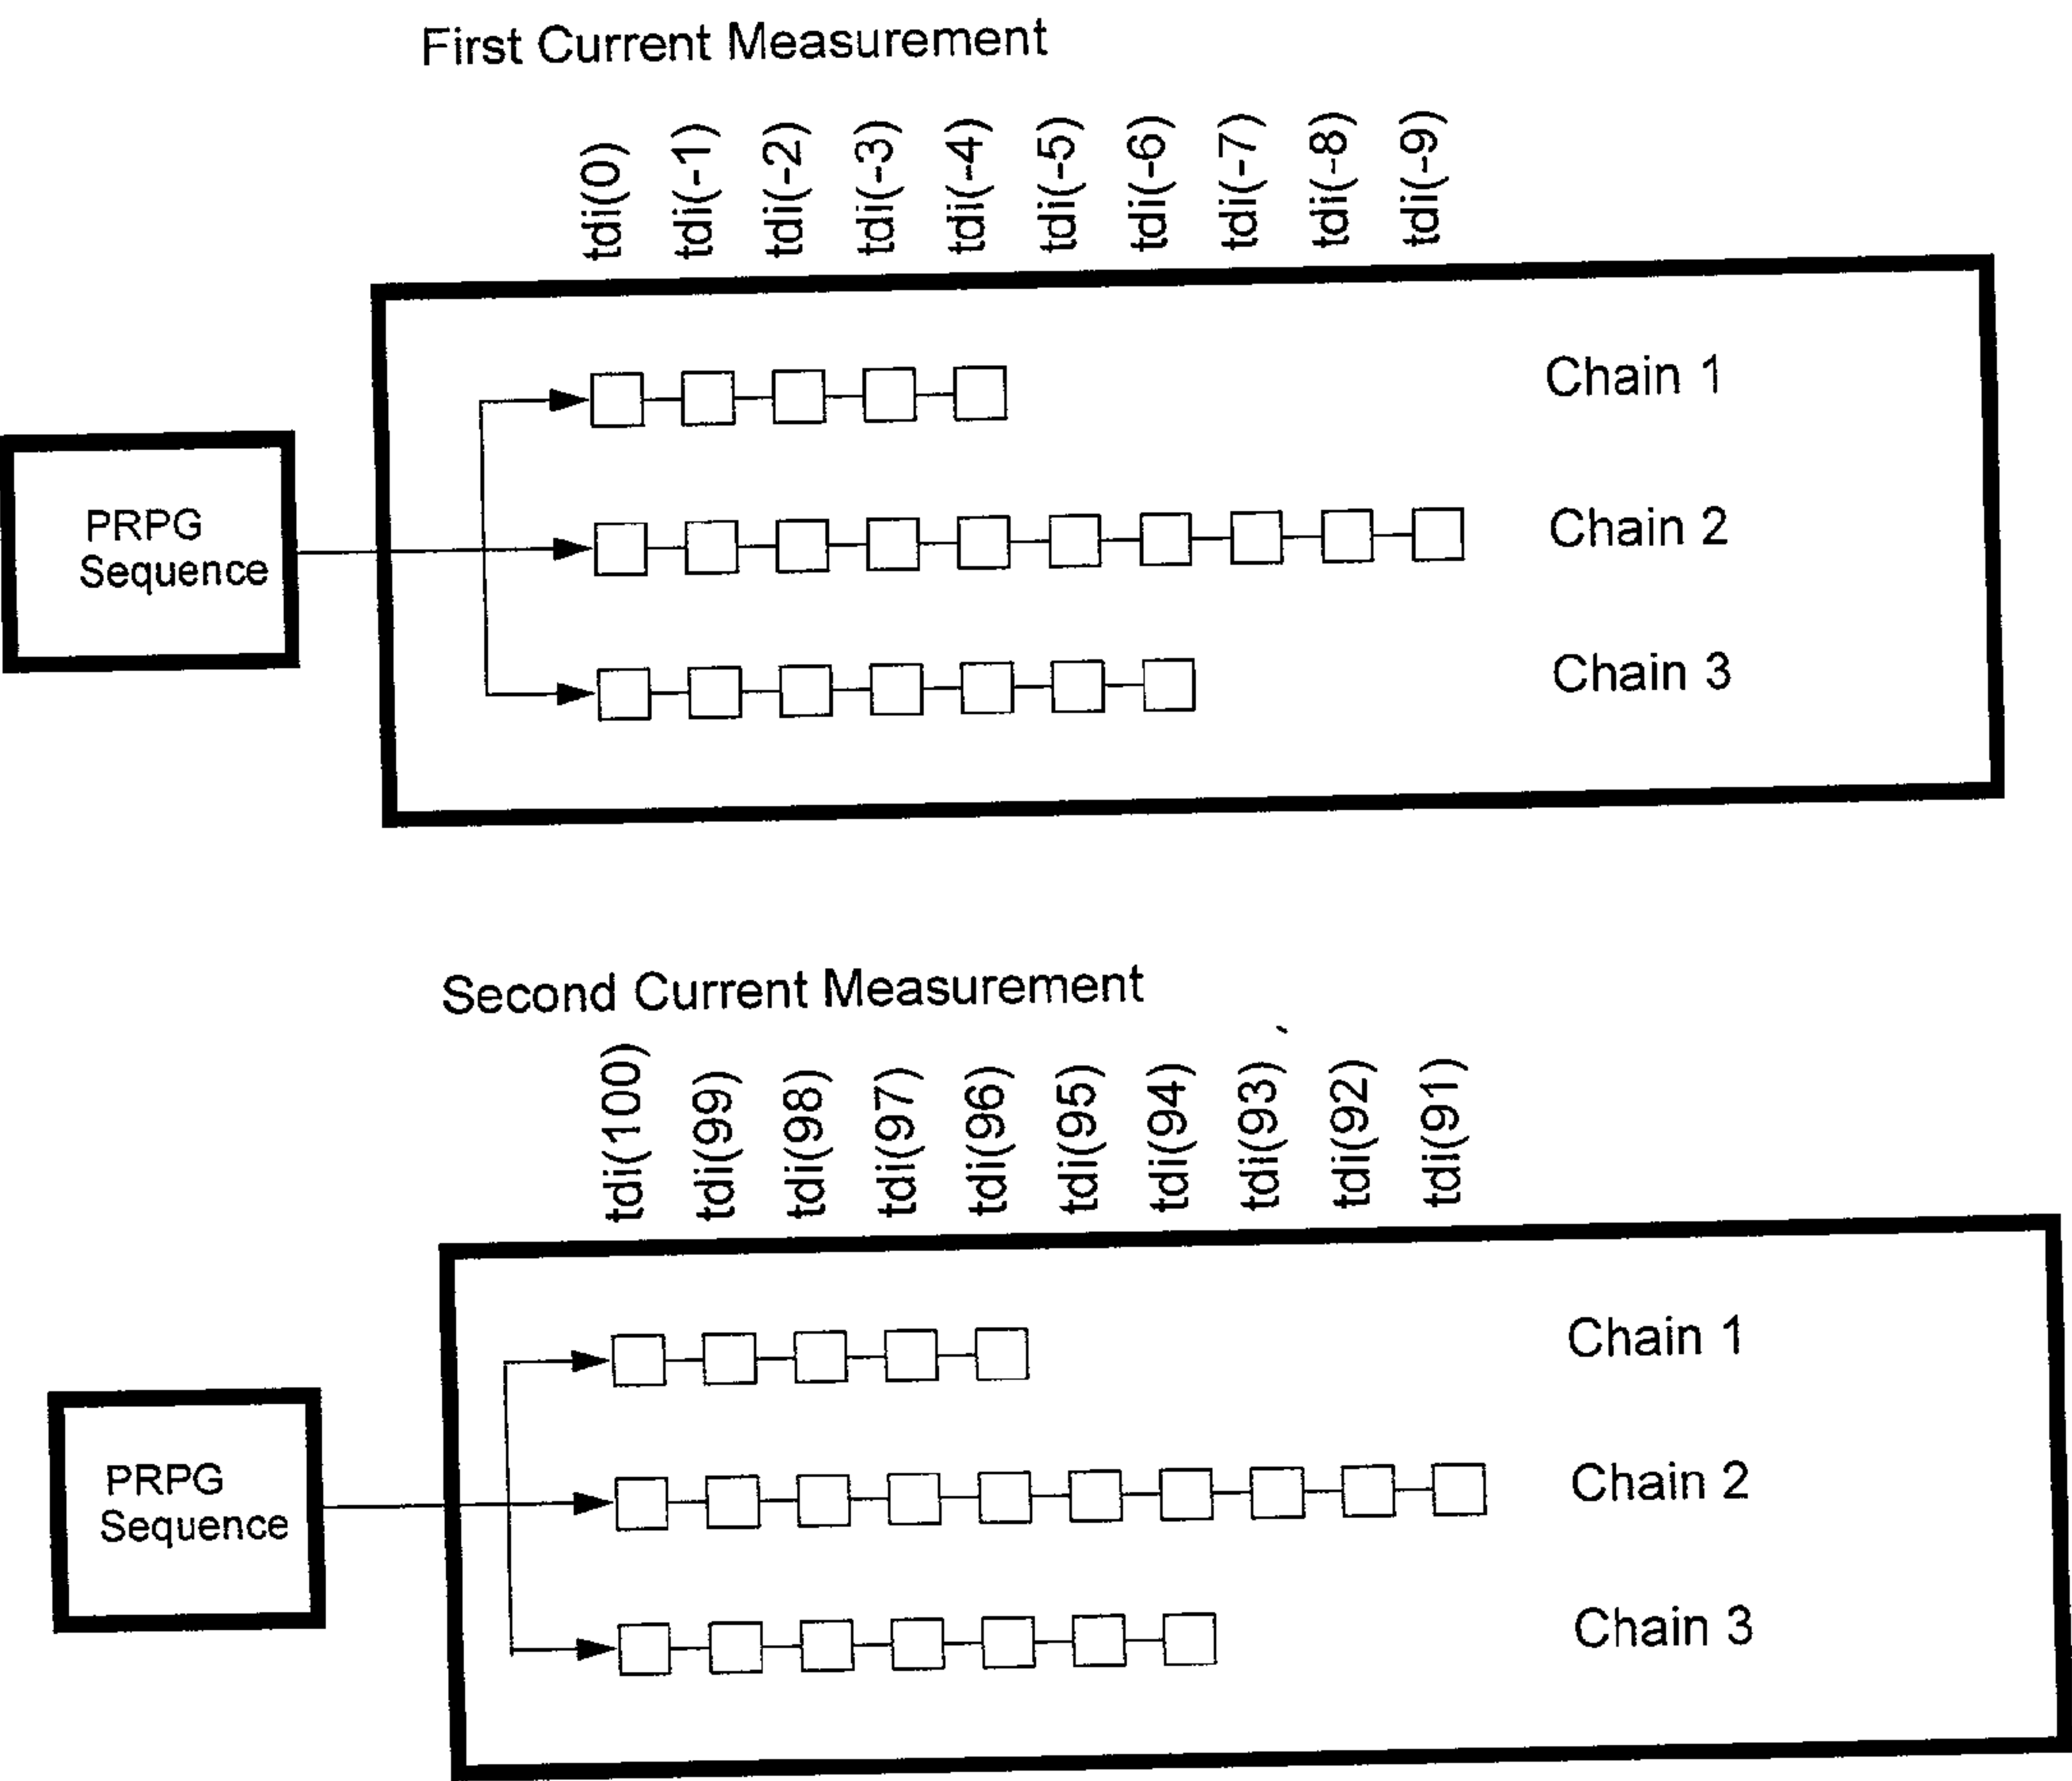 First Current Measurement
tdi(0)
tdi(-1)
tdi(-2)
tdi(-3)
tdi(-4)
tdi(-5)
tdi(-6)
tdi(-7)
tdi(-8)
tdi(-9)
Chain 1
PRPG
Sequence
Chain 2
Chain 3
Second Current Measurement
tdi(100)
tdi(99)
tdi(98)
tdi(97)
tdi(96)
tdi(95)
tdi(94)
tdi(93)
tdi(92)
tdi(91)
Chain 1
PRPG
Sequence
Chain 2
Chain 3